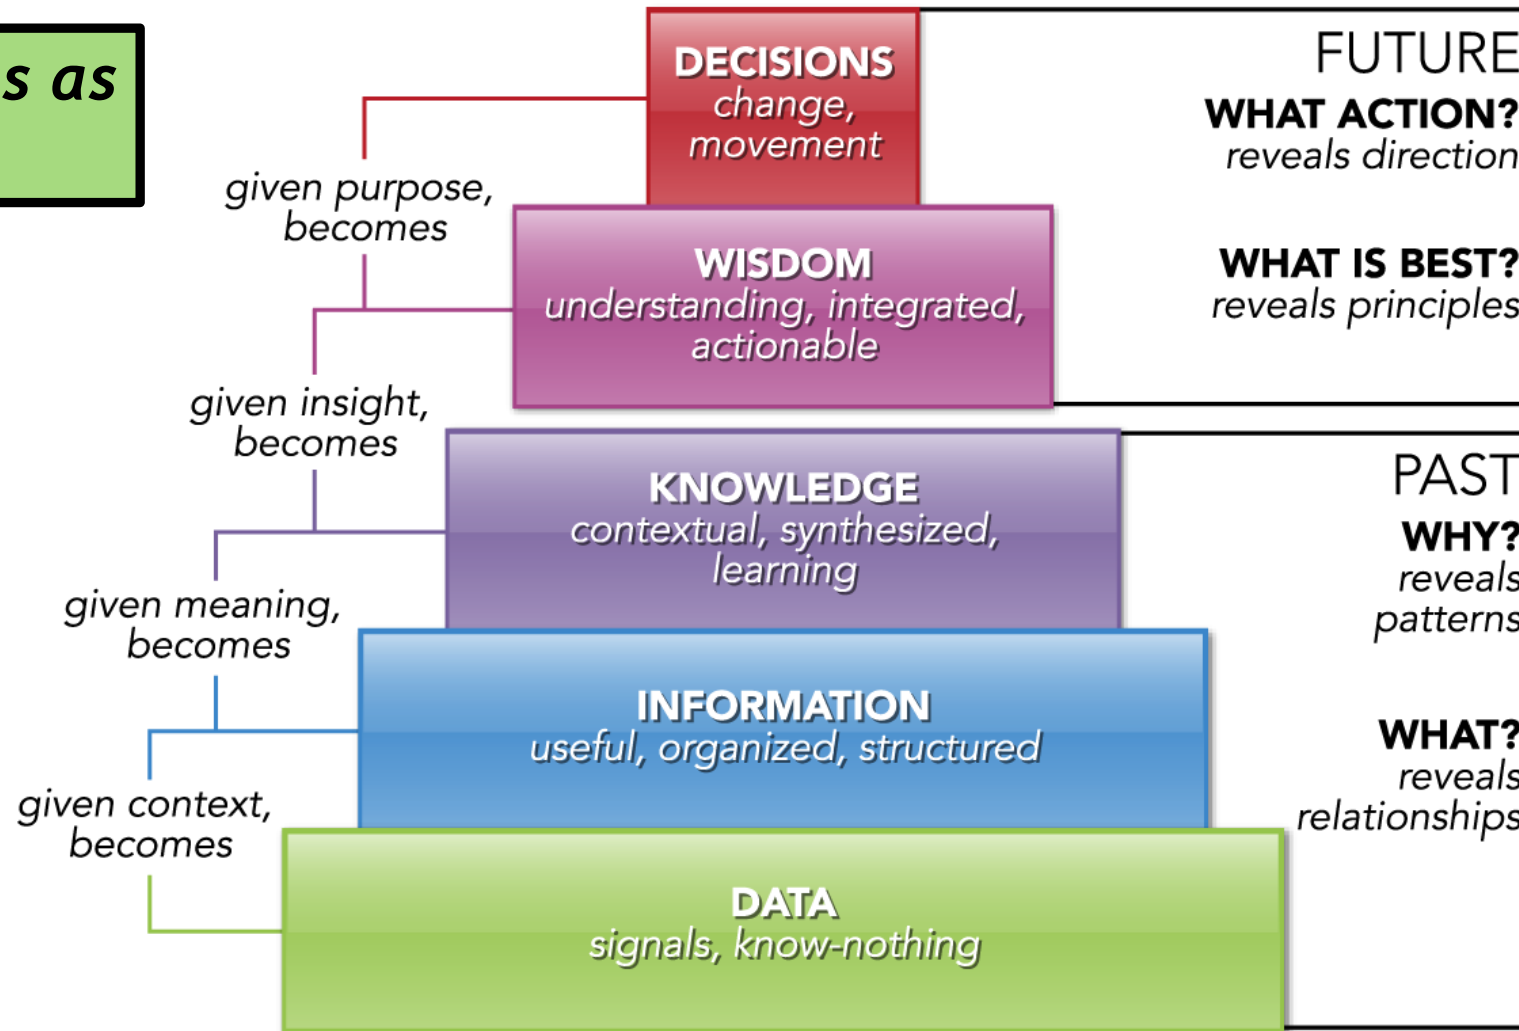 s as
DECISIONS
change,
movement
given purpose,
becomes
WISDOM
understanding, integrated,
actionable
given insight,
becomes
KNOWLEDGE
contextual, synthesized,
learning
given meaning,
becomes
INFORMATION
useful, organized, structured
given context,
becomes
DATA
signals, know-nothing
FUTURE
WHAT ACTION?
reveals direction
WHAT IS BEST?
reveals principles
PAST
WHY?
reveals
patterns
WHAT?
reveals
relationships